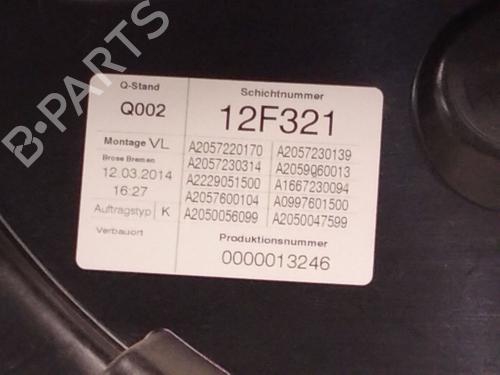 B-PARTS
Q-Stand
Q002
Schichtnummer
12F321
Montage VL
Brose Bremen
12.03.2014
16:27
Auftragstyp K
Verbauort
A2057220170 A2057230139
A2057230314 A2059060013
A2229051500 A1667230094
A2057600104 A0997601500
A2050056099 A2050047599
Produktionsnummer
0000013246